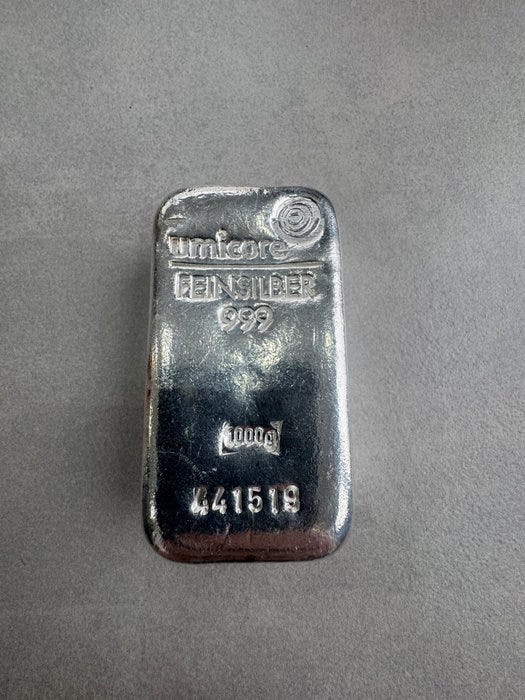 umicore
FEINSILBER
999
1000g
441519